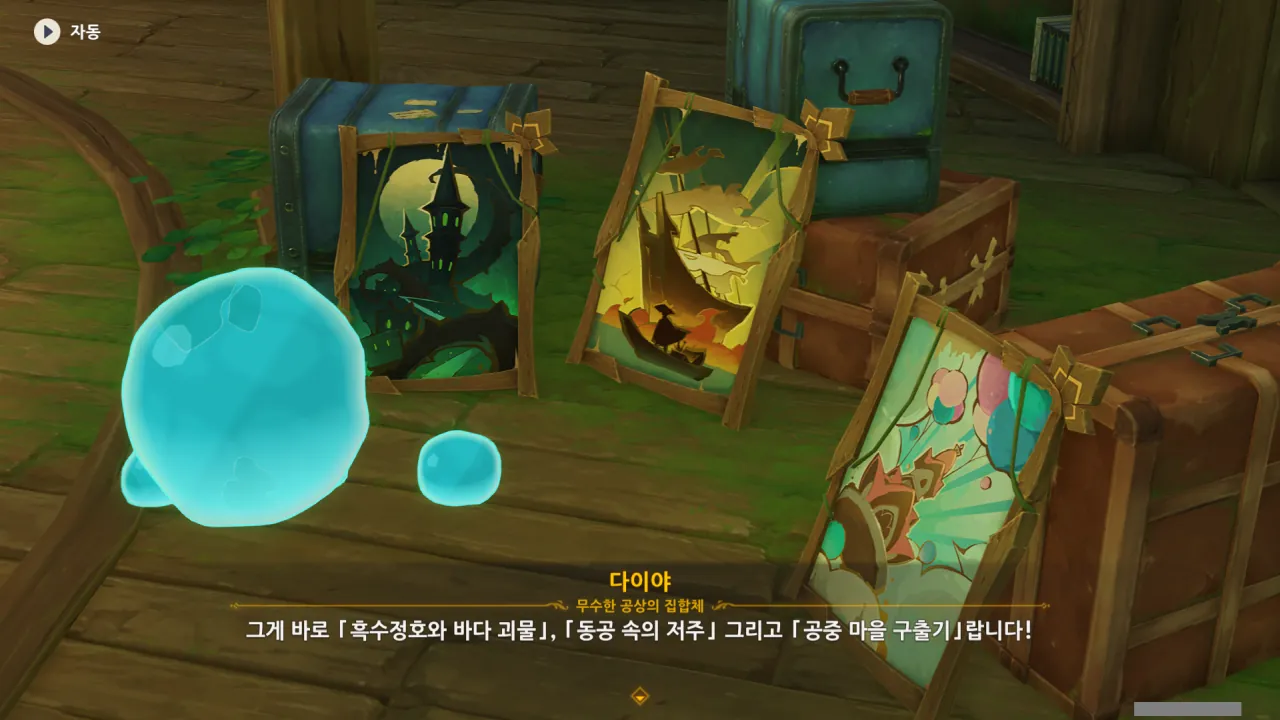 자동
다이야
무수한 공상의 집합체
그게 바로 「흑수정호와 바다 괴물」, 「동공 속의 저주」 그리고 「공중 마을 구출기」랍니다!